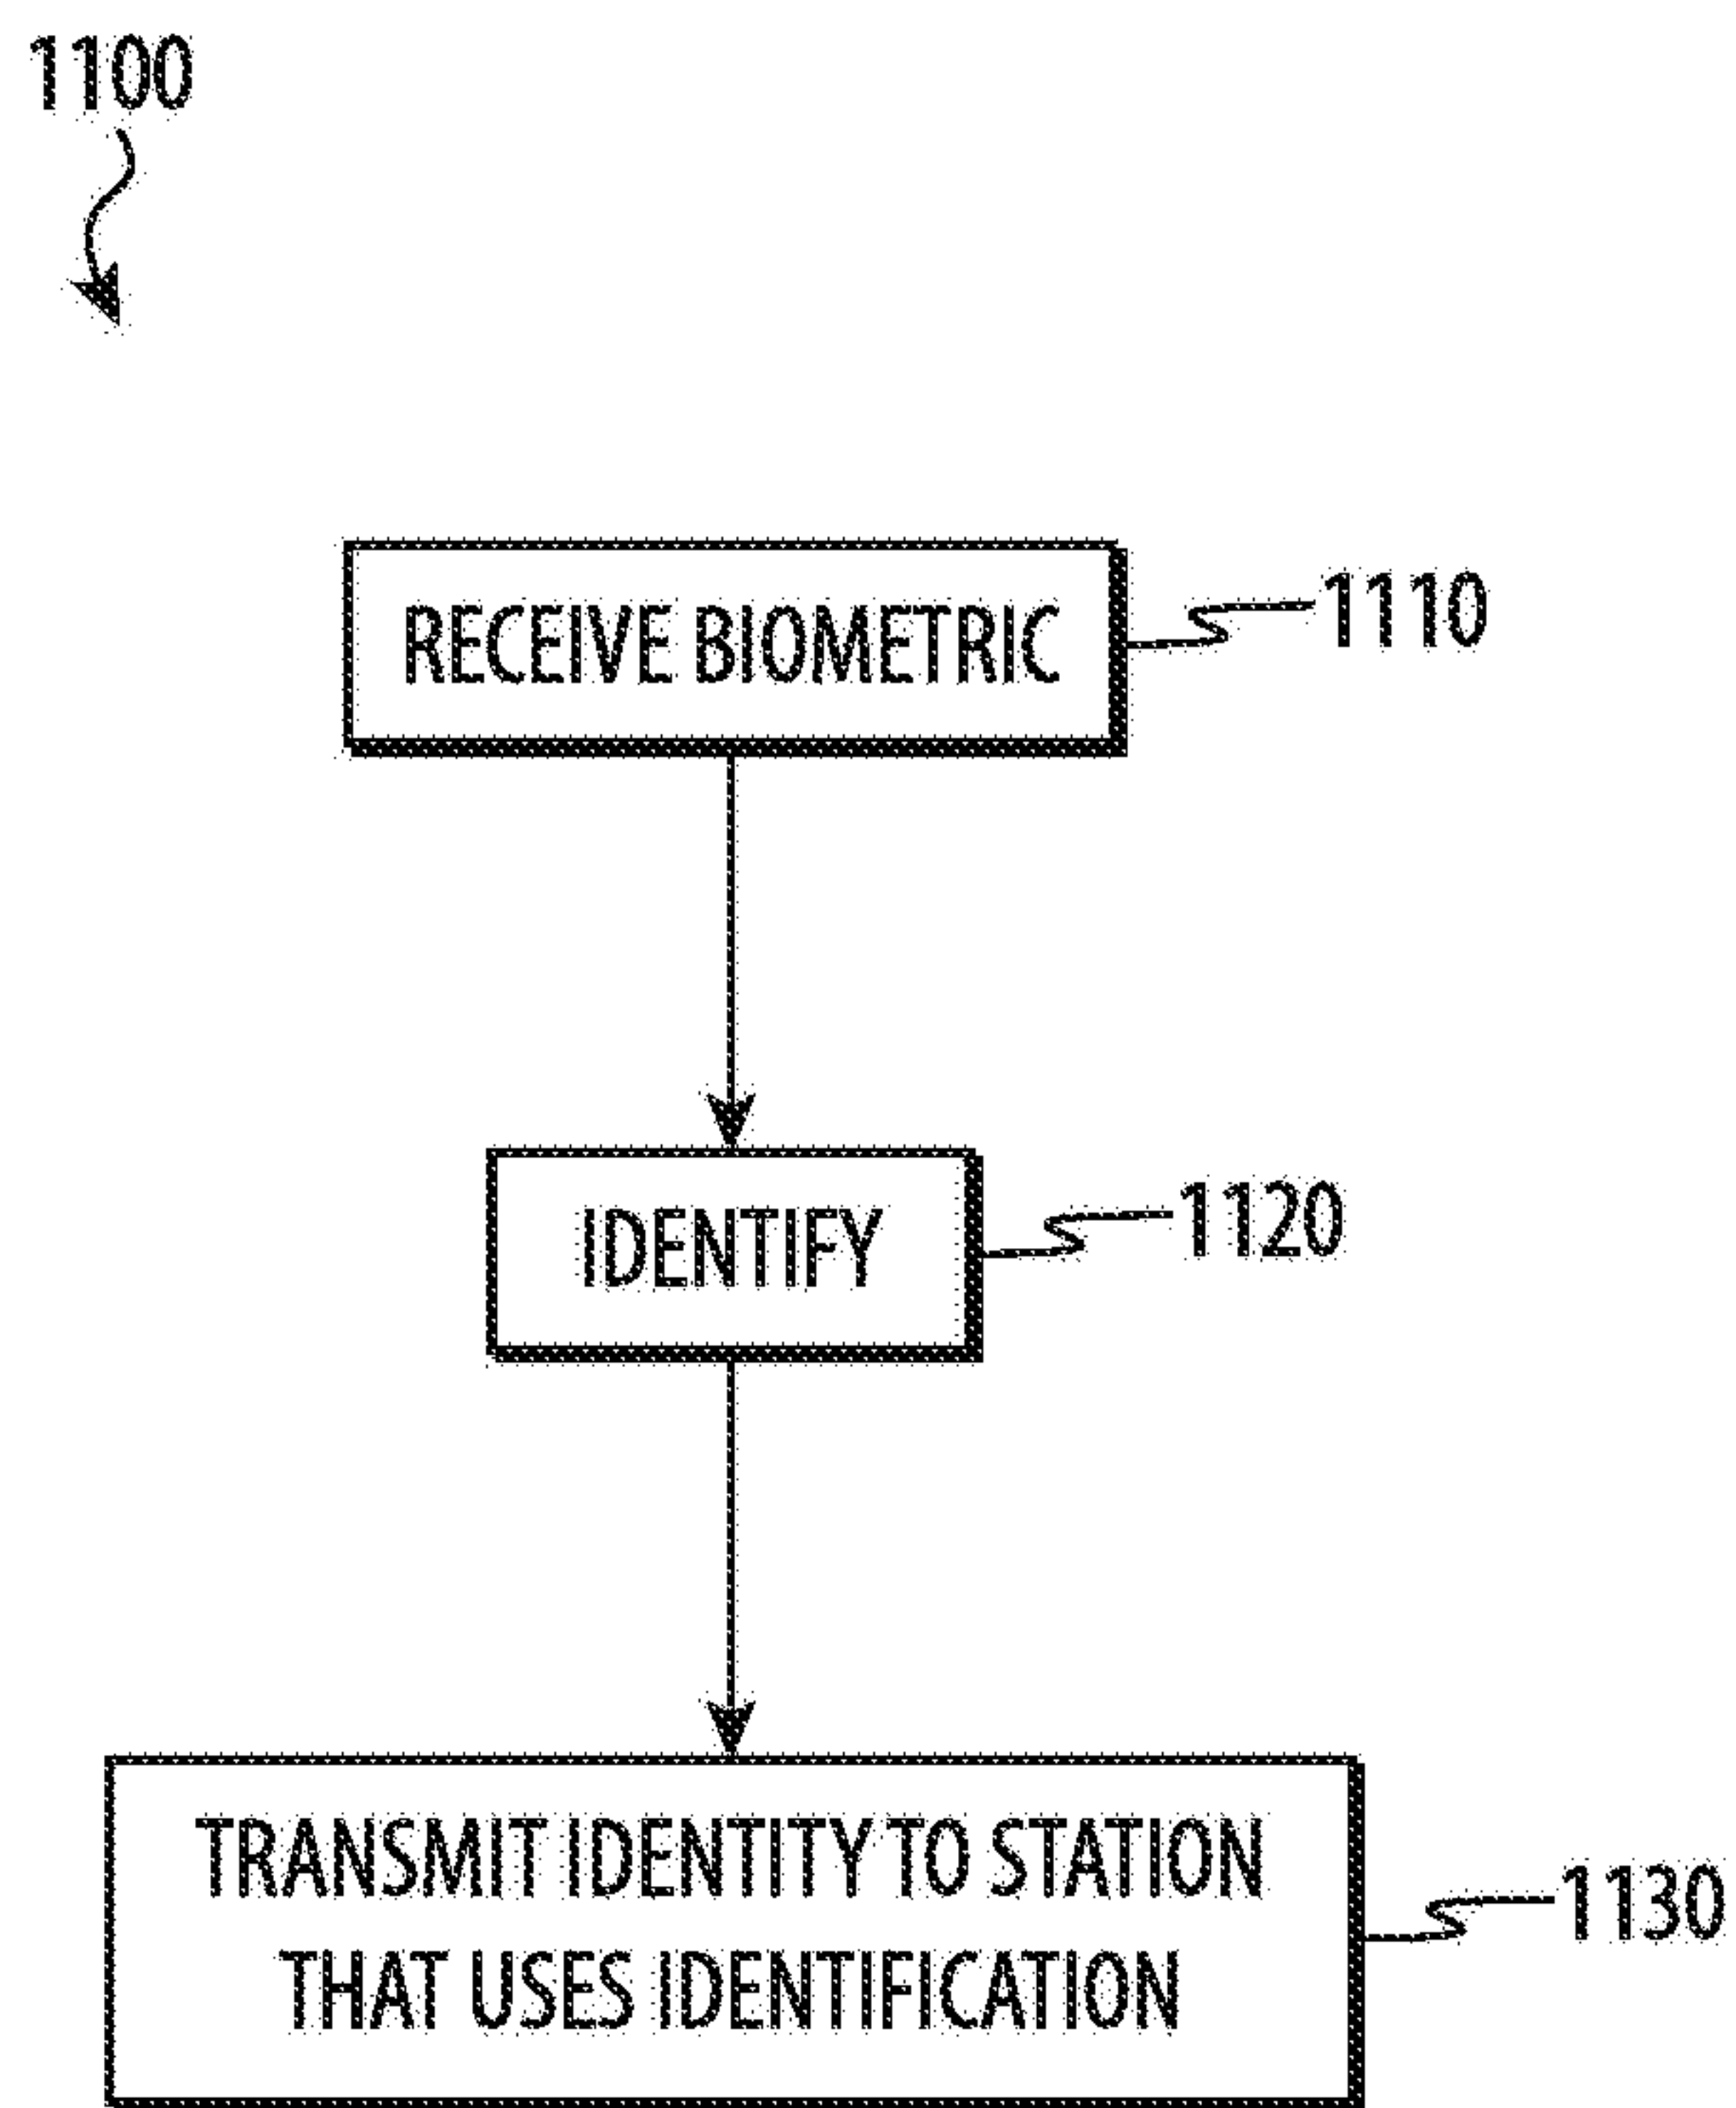 1100
RECEIVE BIOMETRIC
1110
IDENTIFY
1120
TRANSMIT IDENTITY TO STATION
THAT USES IDENTIFICATION
1130